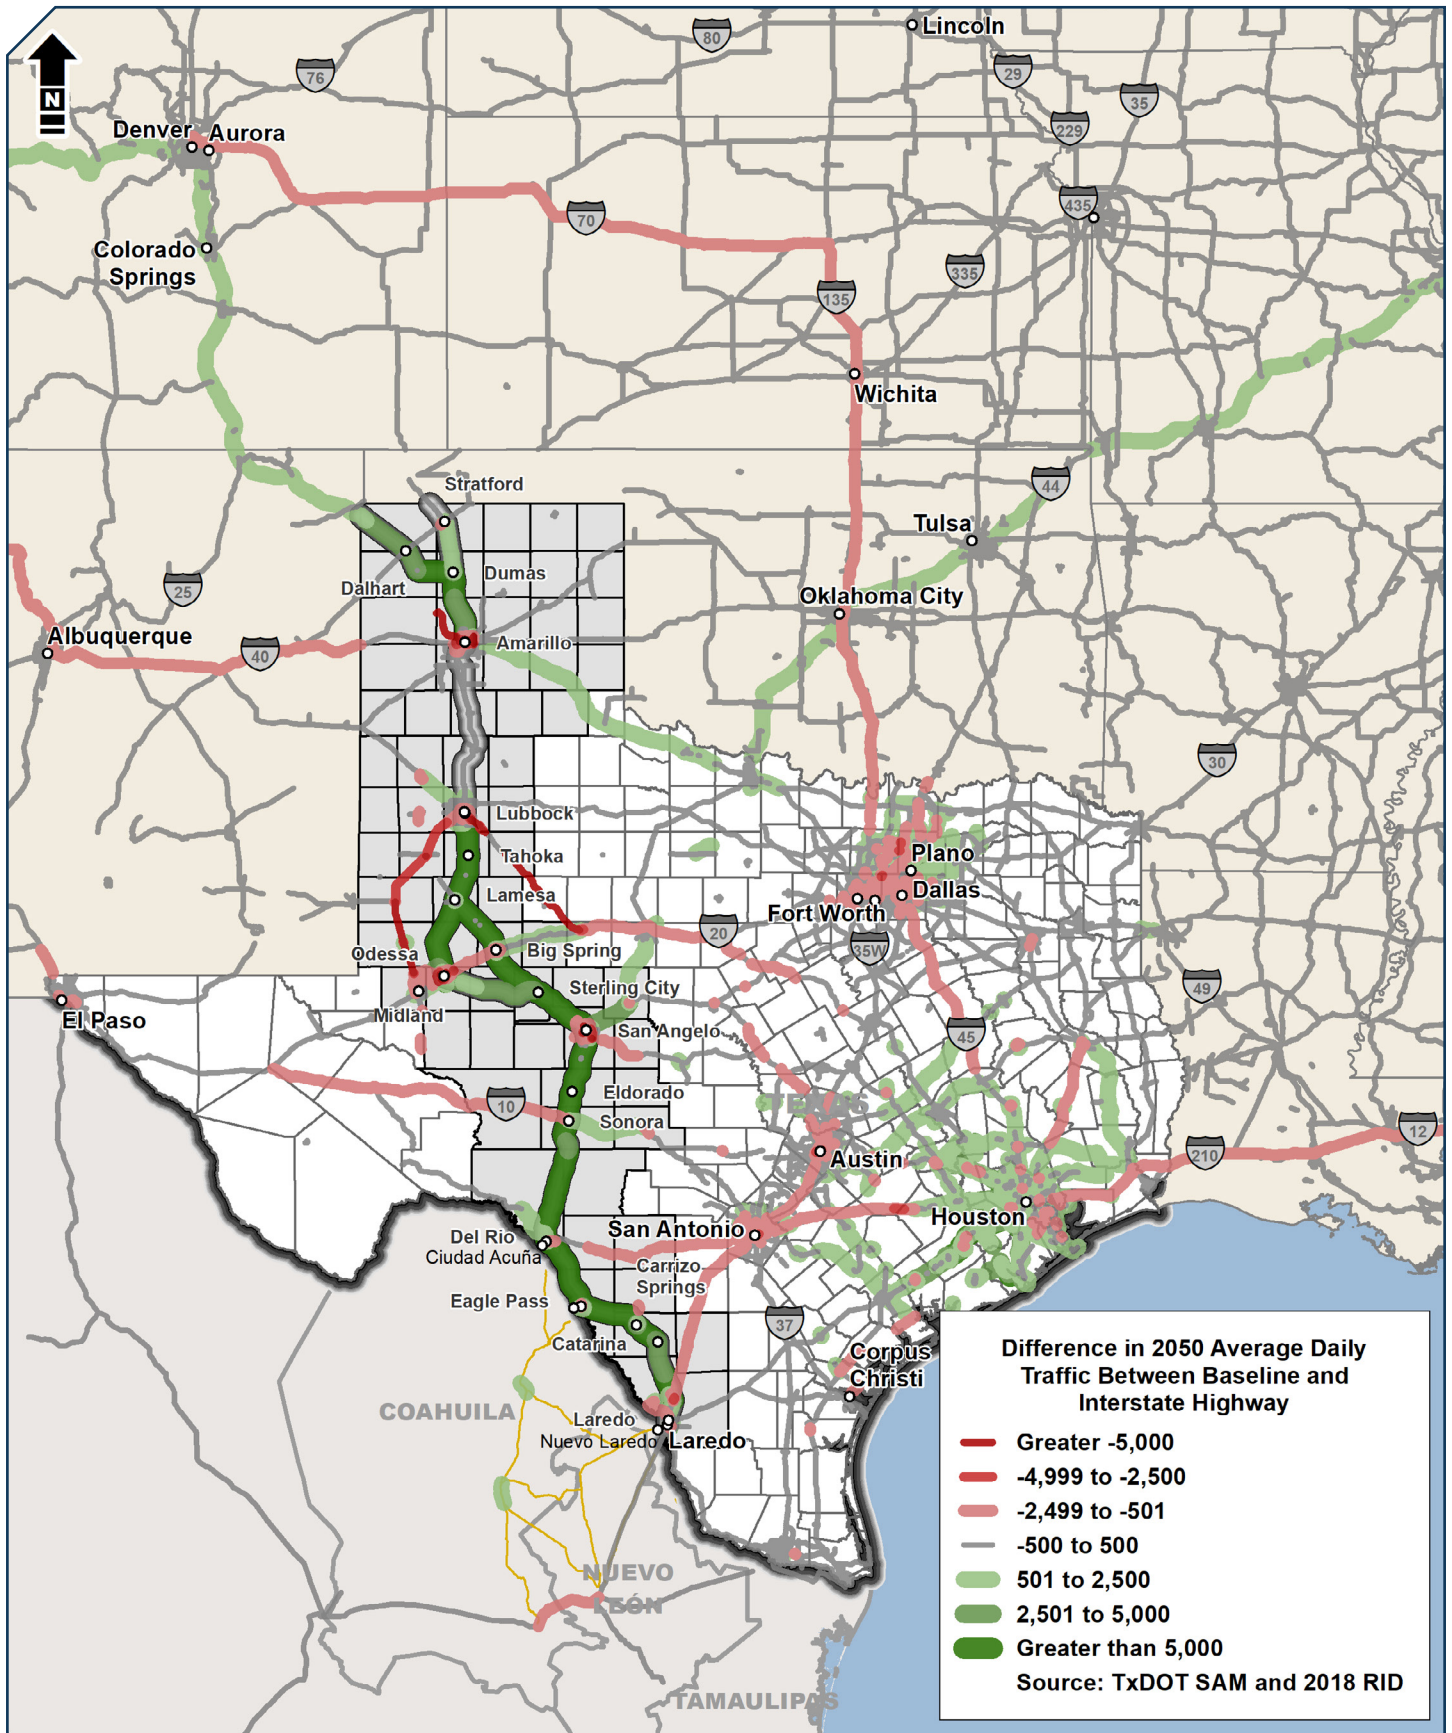 80
Lincoln
29
76
35
N
229
Denver
Aurora
435
70
Colorado
Springs
335
135
Wichita
Stratford
44
Tulsa
Dalhart
Dumas
25
Oklahoma City
Albuquerque
40
Amarillo
30
Lubbock
Tahoka
Plano
Lamesa
Dallas
Fort Worth
20
Odessa
Big Spring
35W
Sterling City
49
El Paso
Midland
San Angelo
45
Eldorado
TEXAS
10
Sonora
12
210
Austin
Houston
San Antonio
Del Rio
Ciudad Acuña
Carrizo
Springs
Eagle Pass
37
Catarina
Corpus
Christi
COAHUILA
Laredo
Nuevo Laredo
Laredo
NUEVO
LEÓN
TAMAULIPAS
Difference in 2050 Average Daily
Traffic Between Baseline and
Interstate Highway
Greater -5,000
-4,999 to -2,500
-2,499 to -501
-500 to 500
501 to 2,500
2,501 to 5,000
Greater than 5,000
Source: TxDOT SAM and 2018 RID